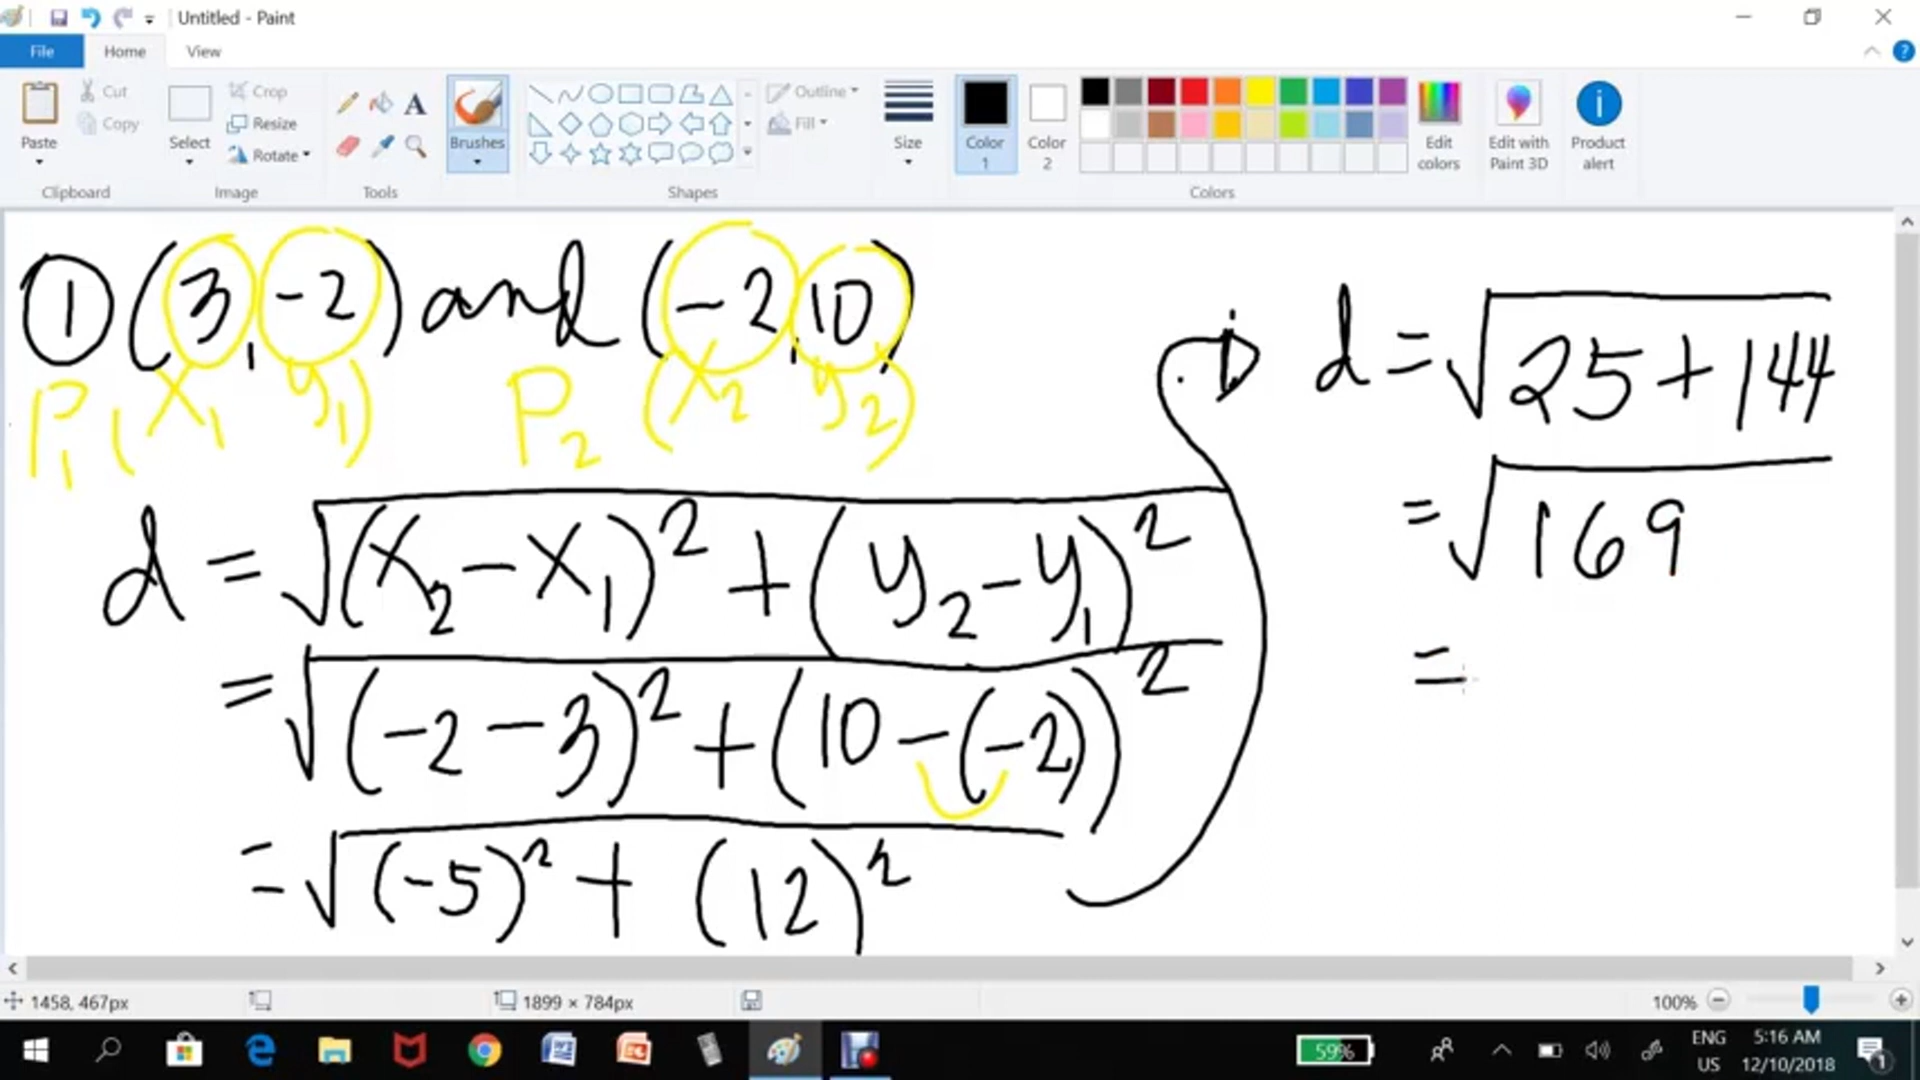 Untitled - Paint
File Home View
Paste
Cut
Copy
Clipboard
Select
Crop
Resize
Rotate
Image
Tools
Brushes
Outline
Fill
Shapes
Size
Color 1
Color 2
Edit colors
Colors
Edit with Paint 3D
Product alert
① (3, -2) and (-2, 10)
P₁ (x₁ y₁) P₂ (x₂ y₂)
d = √((x₂ - x₁)² + (y₂ - y₁)²)
= √((-2 - 3)² + (10 - (-2))²)
= √((-5)² + (12)²)
d = √(25 + 144)
= √169
=
1458, 467px
1899 × 784px
100%
59%
ENG US
5:16 AM
12/10/2018
1